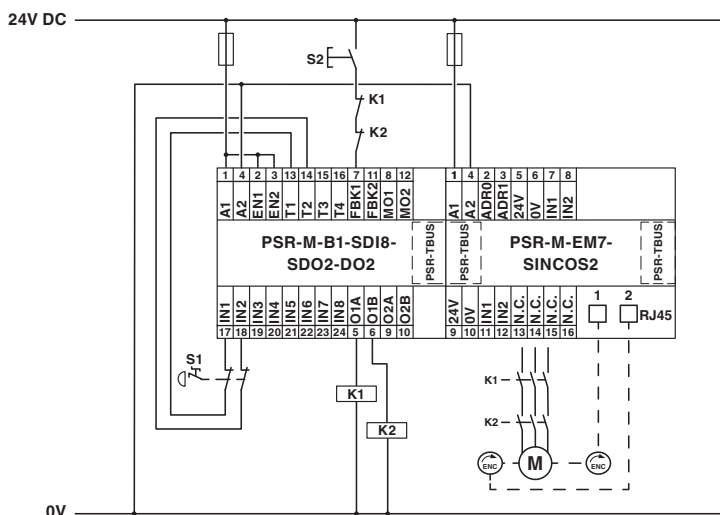 24V DC
S2
K1
K2
1 4 2 3 13 14 15 16 7 11 8 12
A1 A2 EN1 EN2 T1 T2 T3 T4 FBK1 FBK2 MO1 MO2
1 4 2 3 5 6 7 8
A1 A2 ADR0 ADR1 24V 0V IN1 IN2
PSR-M-B1-SDI8-
SDO2-DO2
PSR-TBUS
PSR-TBUS
PSR-M-EM7-
SINCOS2
PSR-TBUS
IN1 IN2 IN3 IN4 IN5 IN6 IN7 IN8 O1A O1B O2A O2B
17 18 19 20 21 22 23 24 5 6 9 10
24V 0V IN1 IN2 N.C. N.C. N.C. N.C.
9 10 11 12 13 14 15 16
1 2
RJ45
S1
K1
K2
K1
K2
ENC
M
ENC
0V